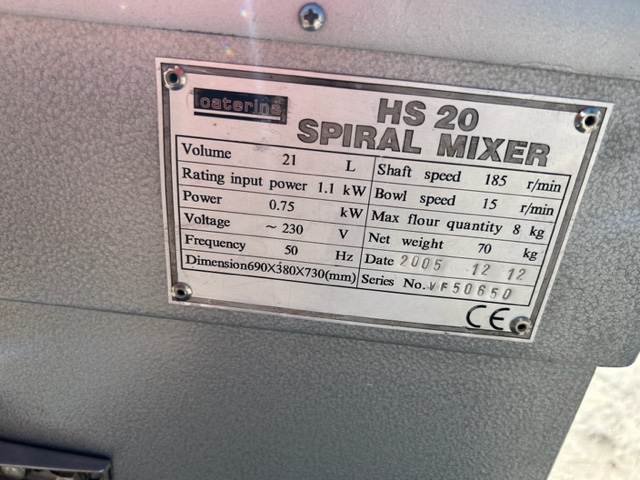 caterina
HS 20
SPIRAL MIXER
Volume 21 L
Rating input power 1.1 kW
Power 0.75 kW
Voltage ~ 230 V
Frequency 50 Hz
Dimension690X380X730(mm)
Shaft speed 185 r/min
Bowl speed 15 r/min
Max flour quantity 8 kg
Net weight 70 kg
Date 2005 12 12
Series No. VF50650
CE